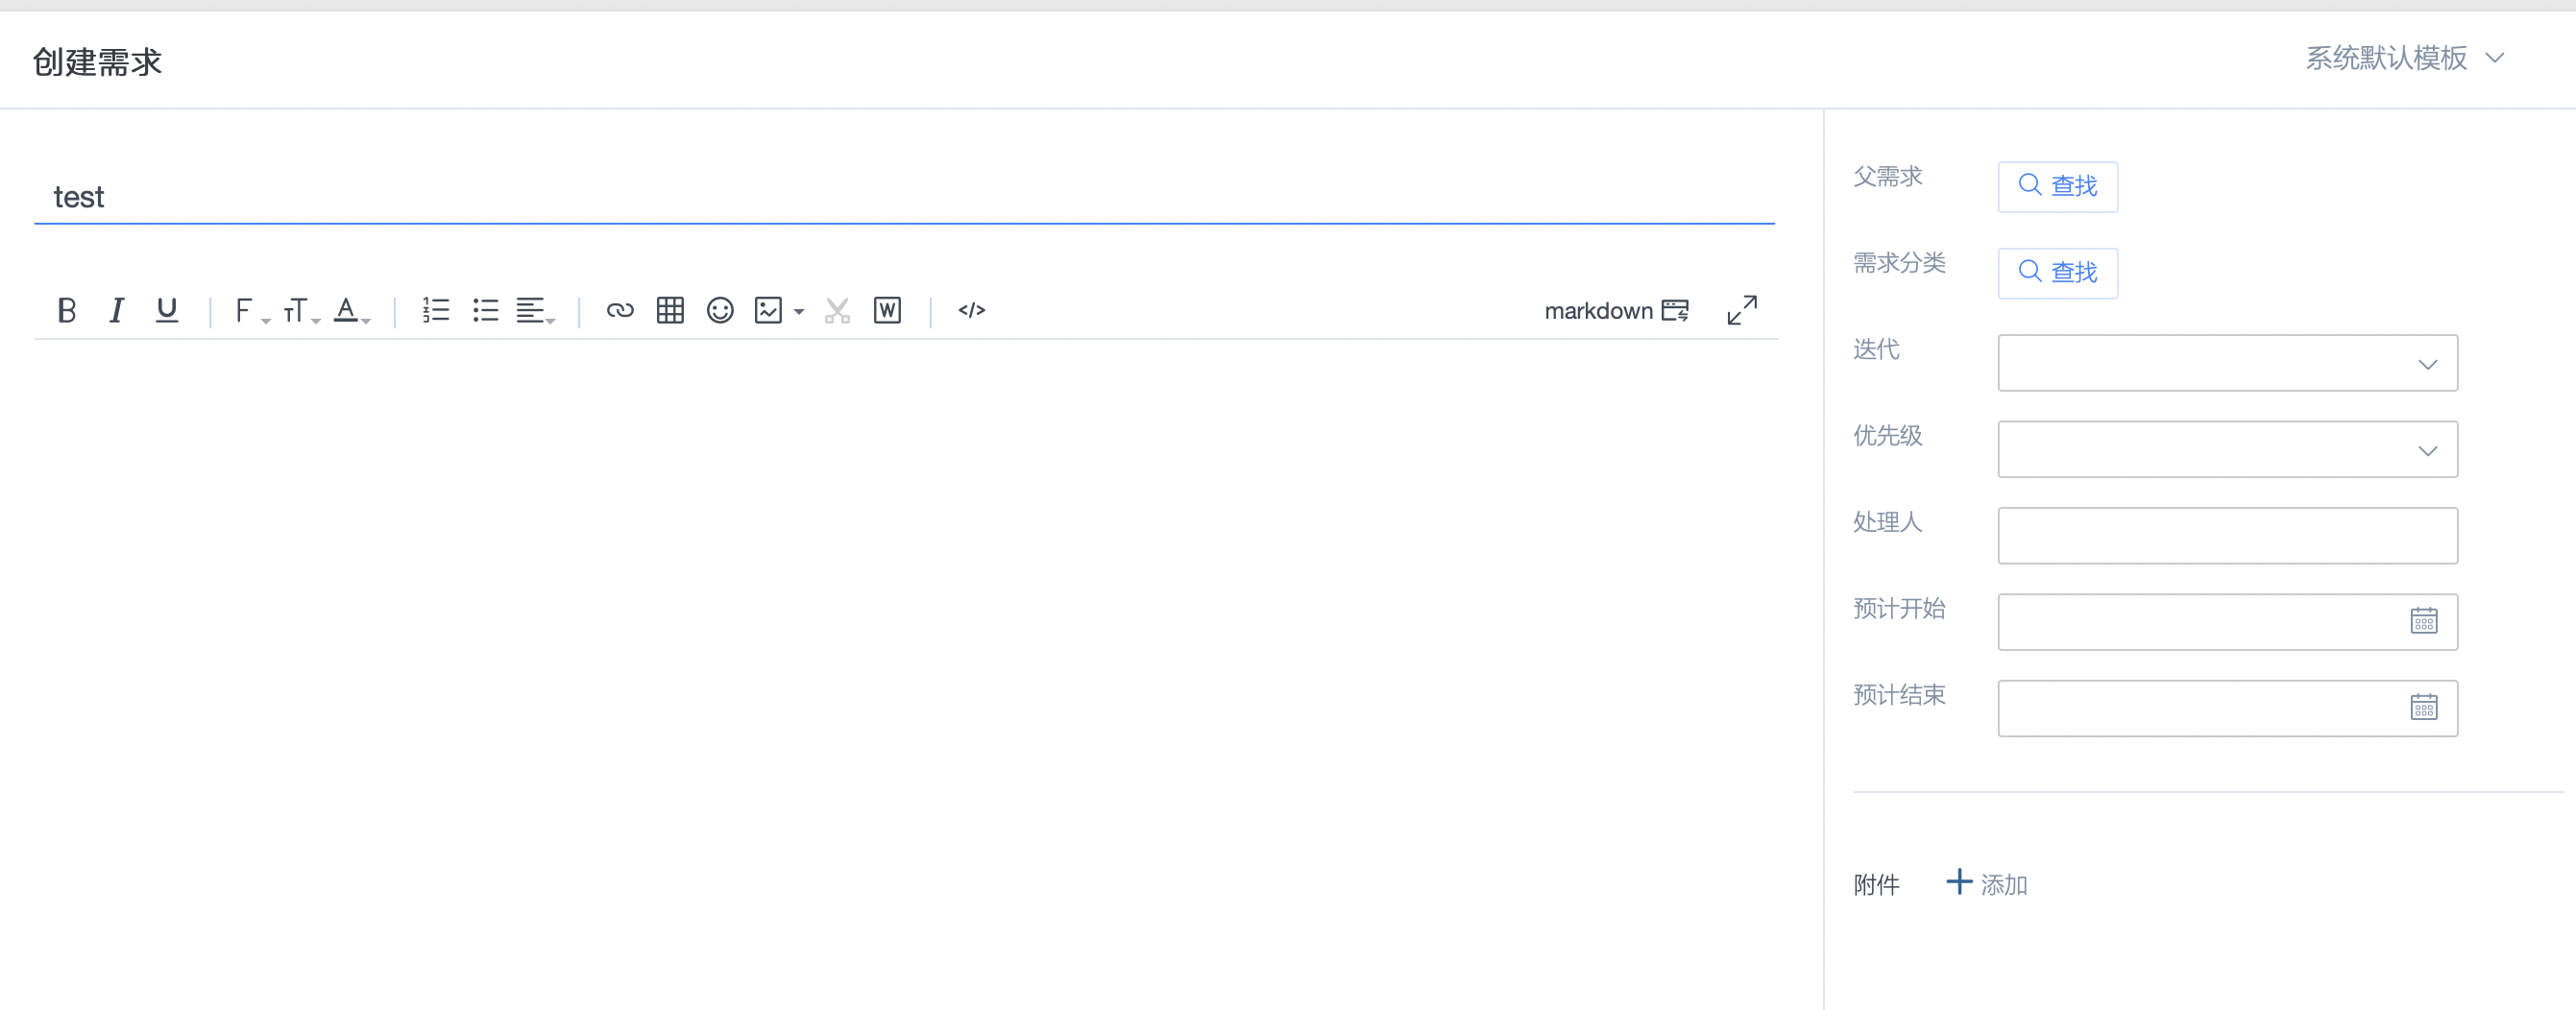 创建需求
系统默认模板
test
B I U F TT A W </> markdown
父需求 查找
需求分类 查找
迭代
优先级
处理人
预计开始
预计结束
附件 添加